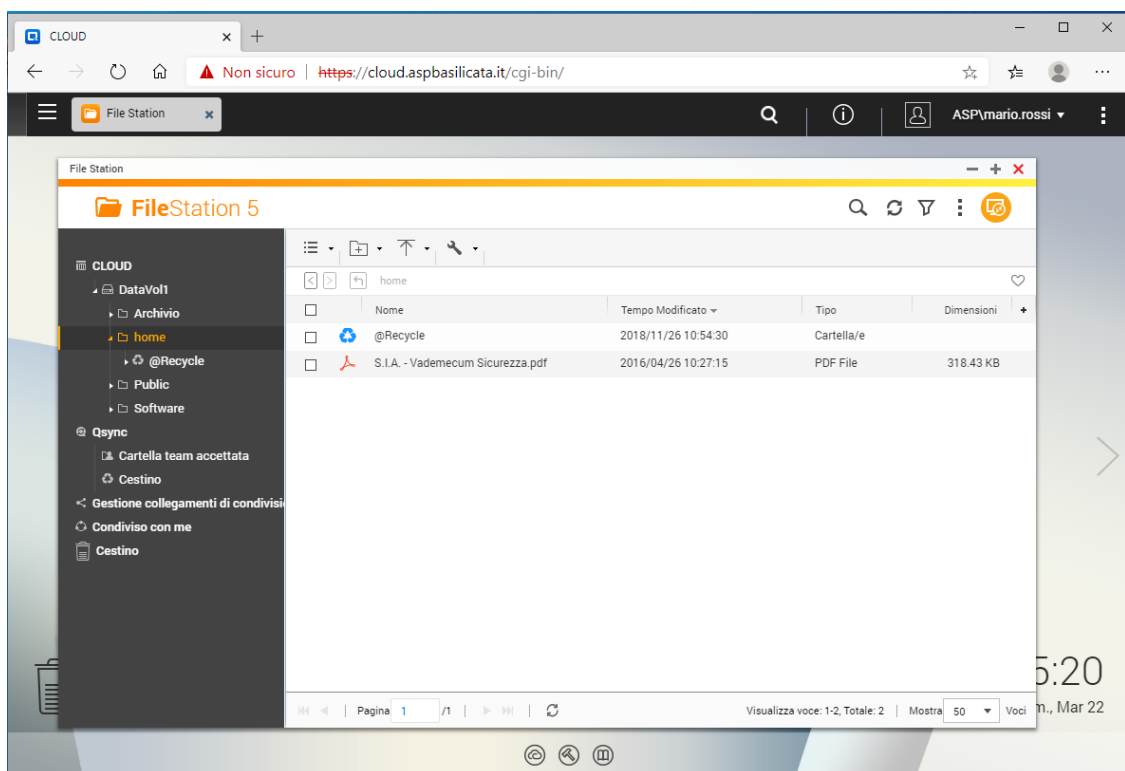 CLOUD
Non sicuro https://cloud.aspbasilicata.it/cgi-bin/
File Station
ASP\mario.rossi
File Station
FileStation 5
CLOUD
DataVol1
Archivio
home
@Recycle
Public
Software
Qsync
Cartella team accettata
Cestino
Gestione collegamenti di condivisi
Condiviso con me
Cestino
home
Nome Tempo Modificato Tipo Dimensioni
@Recycle 2018/11/26 10:54:30 Cartella/e
S.I.A. - Vademecum Sicurezza.pdf 2016/04/26 10:27:15 PDF File 318.43 KB
Pagina 1 /1 Visualizza voce: 1-2, Totale: 2 Mostra 50 Voci
5:20
m., Mar 22